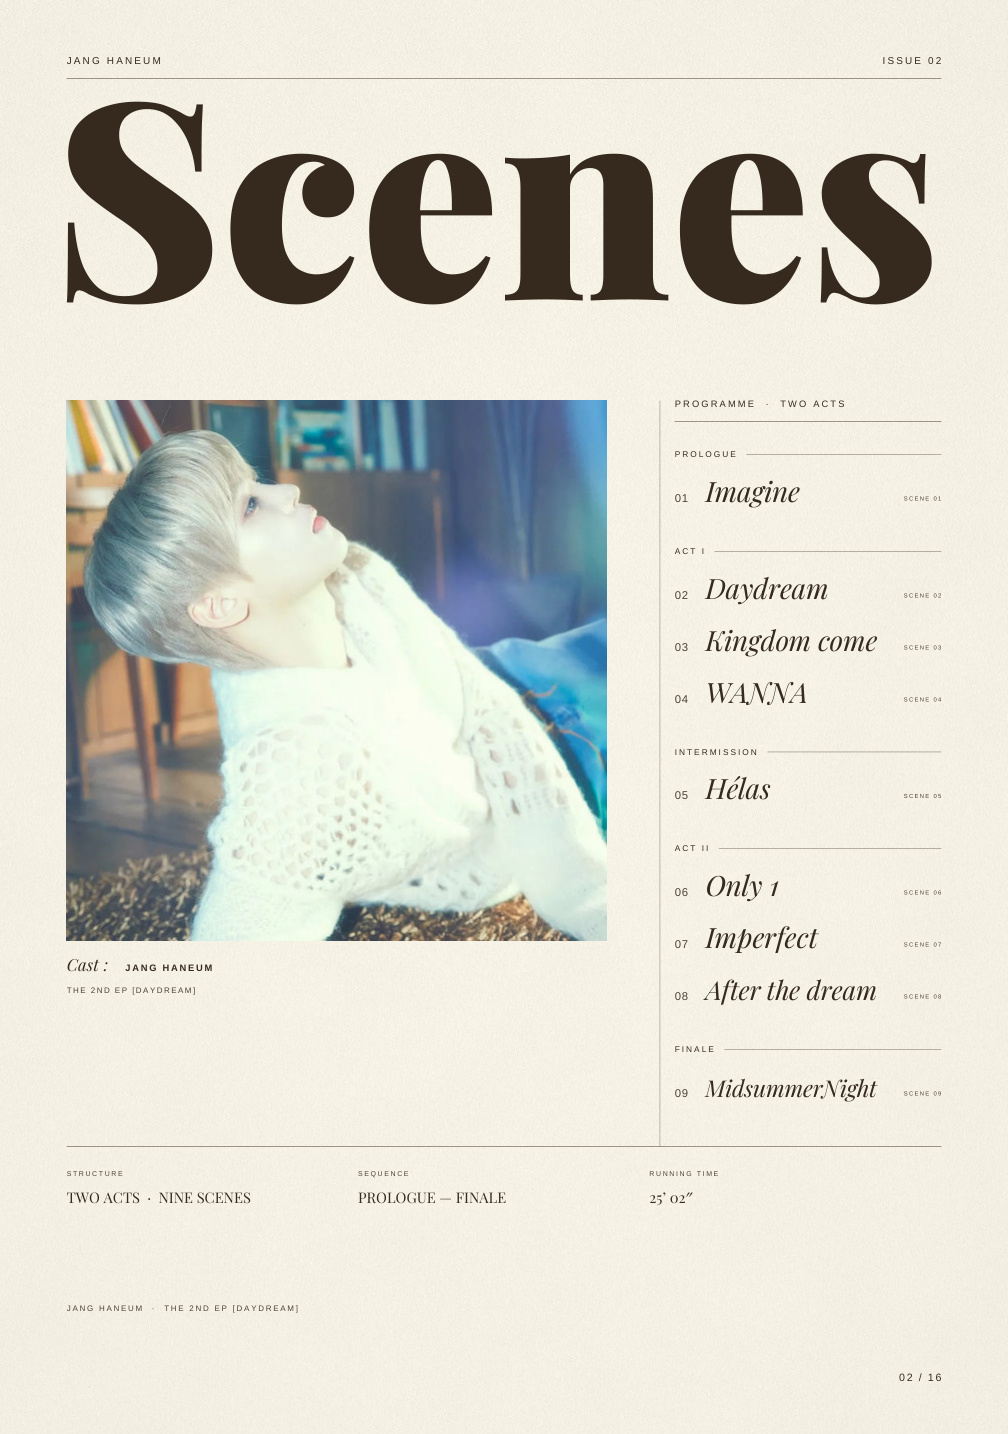 JANG HANEUM
ISSUE 02
Scenes
PROGRAMME · TWO ACTS
PROLOGUE
01 Imagine SCENE 01
ACT I
02 Daydream SCENE 02
03 Kingdom come SCENE 03
04 WANNA SCENE 04
INTERMISSION
05 Hélas SCENE 05
ACT II
06 Only 1 SCENE 06
07 Imperfect SCENE 07
08 After the dream SCENE 08
FINALE
09 MidsummerNight SCENE 09
Cast : JANG HANEUM
THE 2ND EP [DAYDREAM]
STRUCTURE
TWO ACTS · NINE SCENES
SEQUENCE
PROLOGUE — FINALE
RUNNING TIME
25’ 02″
JANG HANEUM · THE 2ND EP [DAYDREAM]
02 / 16